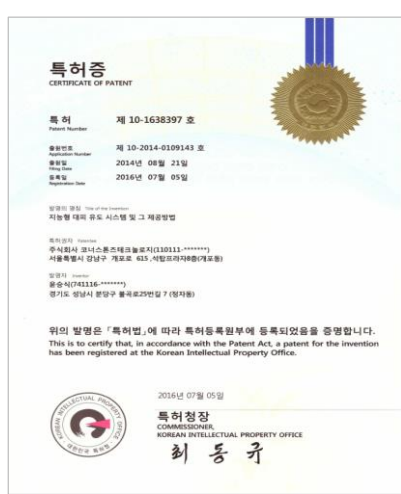 특허증
CERTIFICATE OF PATENT
특 허 제 10-1638397 호
Patent Number
출원번호 제 10-2014-0109143 호
Application Number
출원일 2014년 08월 21일
Filing Date
등록일 2016년 07월 05일
Registration Date
발명의 명칭 Title of the Invention
지능형 대피 유도 시스템 및 그 제공방법
특허권자 Patentee
주식회사 코너스톤즈테크놀로지(110111-*******)
서울특별시 강남구 개포로 615 ,석탑프라자8층(개포동)
발명자 Inventor
윤승식(741116-*******)
경기도 성남시 분당구 불곡로25번길 7 (정자동)
위의 발명은 「특허법」에 따라 특허등록원부에 등록되었음을 증명합니다.
This is to certify that, in accordance with the Patent Act, a patent for the invention
has been registered at the Korean Intellectual Property Office.
2016년 07월 05일
특허청장
COMMISSIONER,
KOREAN INTELLECTUAL PROPERTY OFFICE
최동규
KOREAN INTELLECTUAL PROPERTY OFFICE
대한민국 특허청